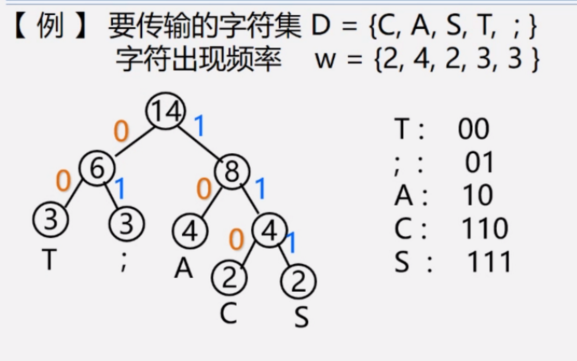 【 例 】 要传输的字符集 D = {C, A, S, T, ; }
字符出现频率 w = {2, 4, 2, 3, 3 }
14
0 1
6 8
0 1 0 1
3 3 4 4
T ; A 0 1
2 2
C S
T : 00
; : 01
A : 10
C : 110
S : 111